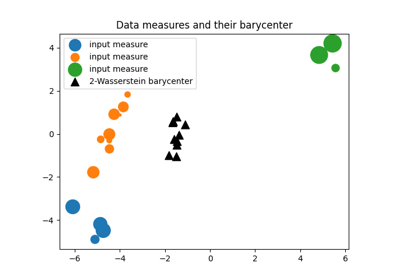 Data measures and their barycenter
input measure
input measure
input measure
2-Wasserstein barycenter
4
2
0
−2
−4
−6
−4
−2
0
2
4
6